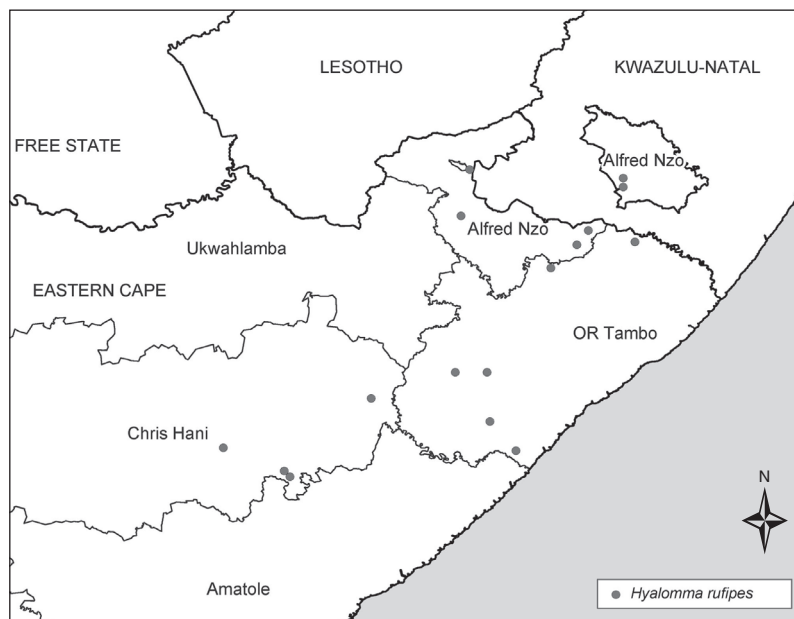 LESOTHO
KWAZULU-NATAL
FREE STATE
Alfred Nzo
Alfred Nzo
Ukwahlamba
EASTERN CAPE
OR Tambo
Chris Hani
N
Amatole
Hyalomma rufipes